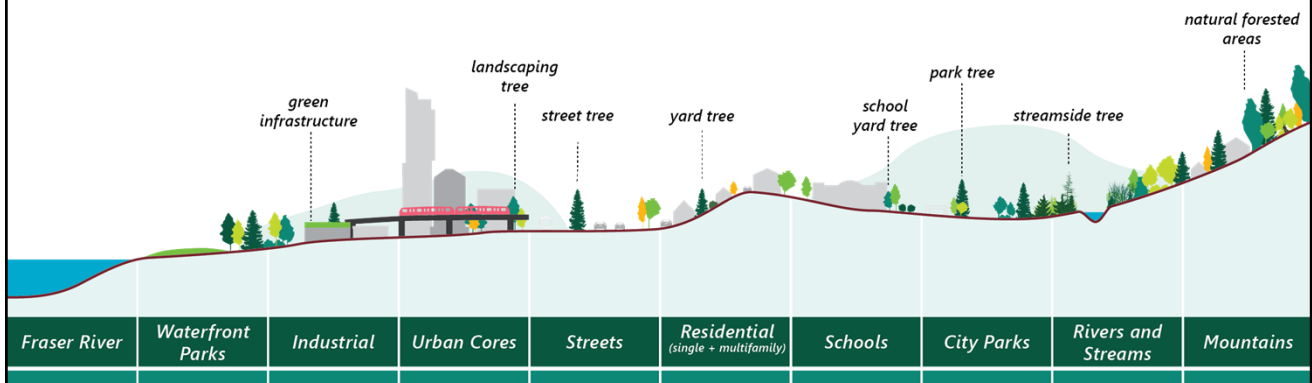 natural forested
areas
landscaping
tree
park tree
green
infrastructure
street tree
yard tree
school
yard tree
streamside tree
Fraser River
Waterfront
Parks
Industrial
Urban Cores
Streets
Residential
(single + multifamily)
Schools
City Parks
Rivers and
Streams
Mountains